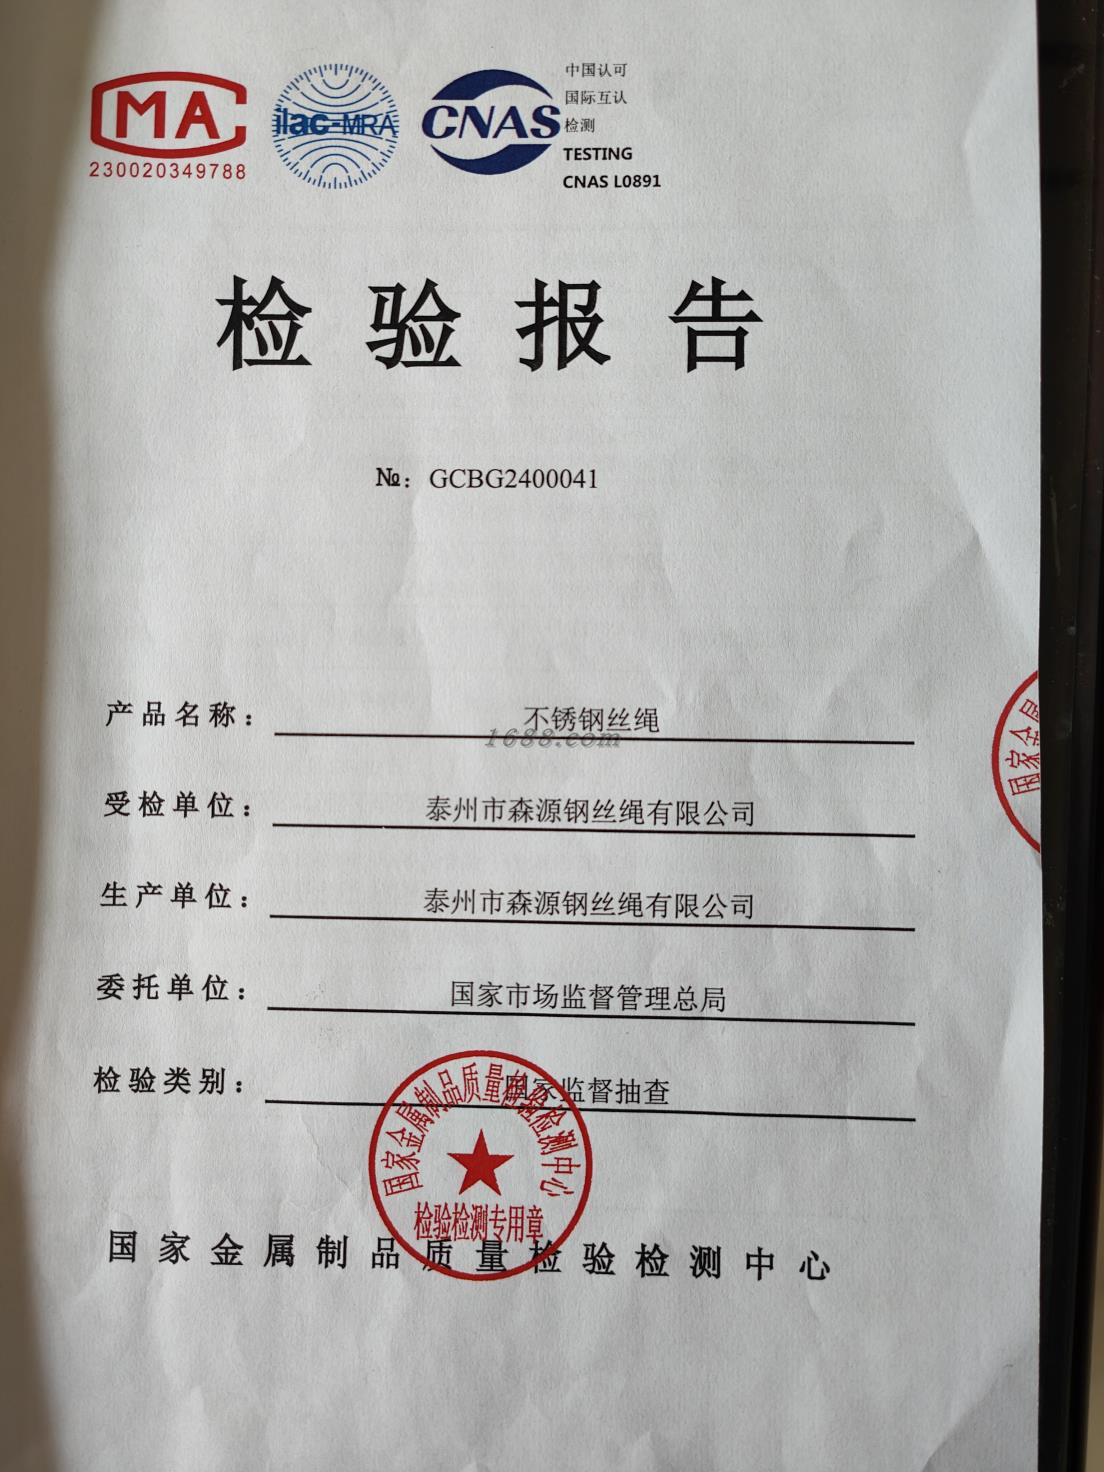 MA
230020349788
ilac-MRA
CNAS
中国认可
国际互认
检测
TESTING
CNAS L0891
检验报告
№：GCBG2400041
产品名称：不锈钢丝绳
1688.com
受检单位：泰州市森源钢丝绳有限公司
生产单位：泰州市森源钢丝绳有限公司
委托单位：国家市场监督管理总局
检验类别：国家监督抽查
国家金属制品质量检验检测中心
检验检测专用章
国家金属制品质量检验检测中心
国家金属